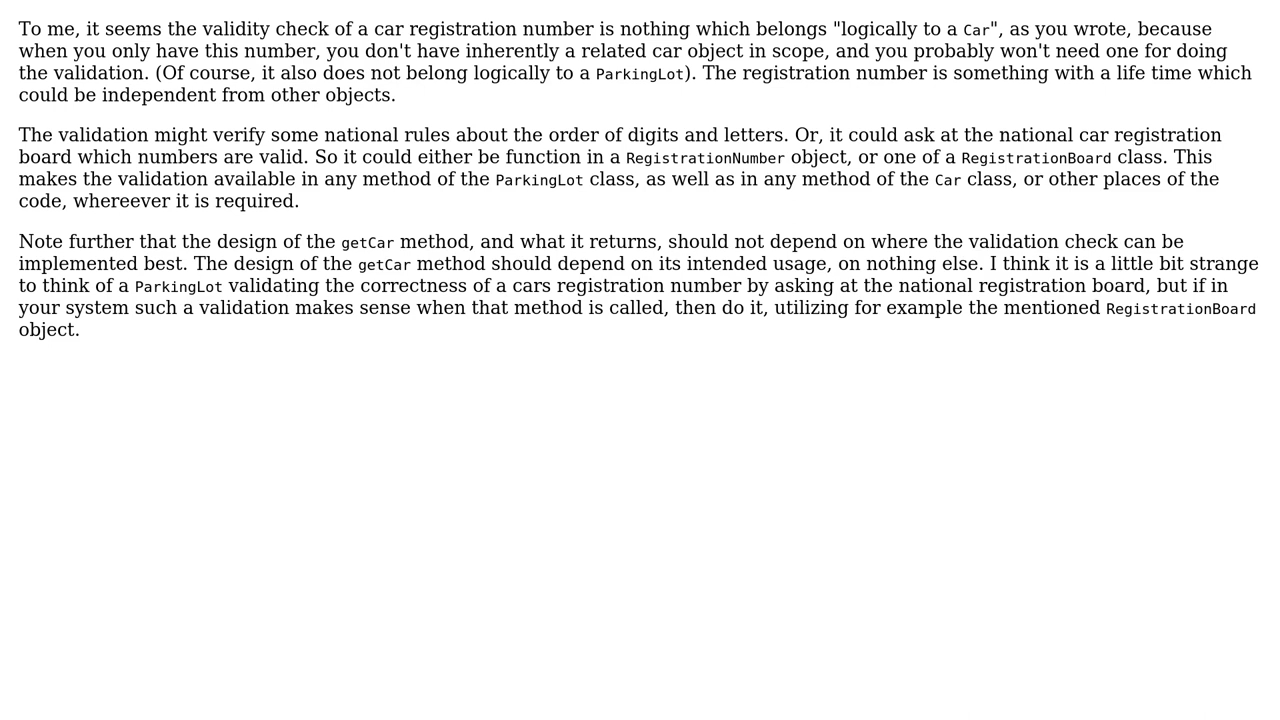 To me, it seems the validity check of a car registration number is nothing which belongs "logically to a Car", as you wrote, because
when you only have this number, you don't have inherently a related car object in scope, and you probably won't need one for doing
the validation. (Of course, it also does not belong logically to a ParkingLot). The registration number is something with a life time which
could be independent from other objects.
The validation might verify some national rules about the order of digits and letters. Or, it could ask at the national car registration
board which numbers are valid. So it could either be function in a RegistrationNumber object, or one of a RegistrationBoard class. This
makes the validation available in any method of the ParkingLot class, as well as in any method of the Car class, or other places of the
code, whereever it is required.
Note further that the design of the getCar method, and what it returns, should not depend on where the validation check can be
implemented best. The design of the getCar method should depend on its intended usage, on nothing else. I think it is a little bit strange
to think of a ParkingLot validating the correctness of a cars registration number by asking at the national registration board, but if in
your system such a validation makes sense when that method is called, then do it, utilizing for example the mentioned RegistrationBoard
object.